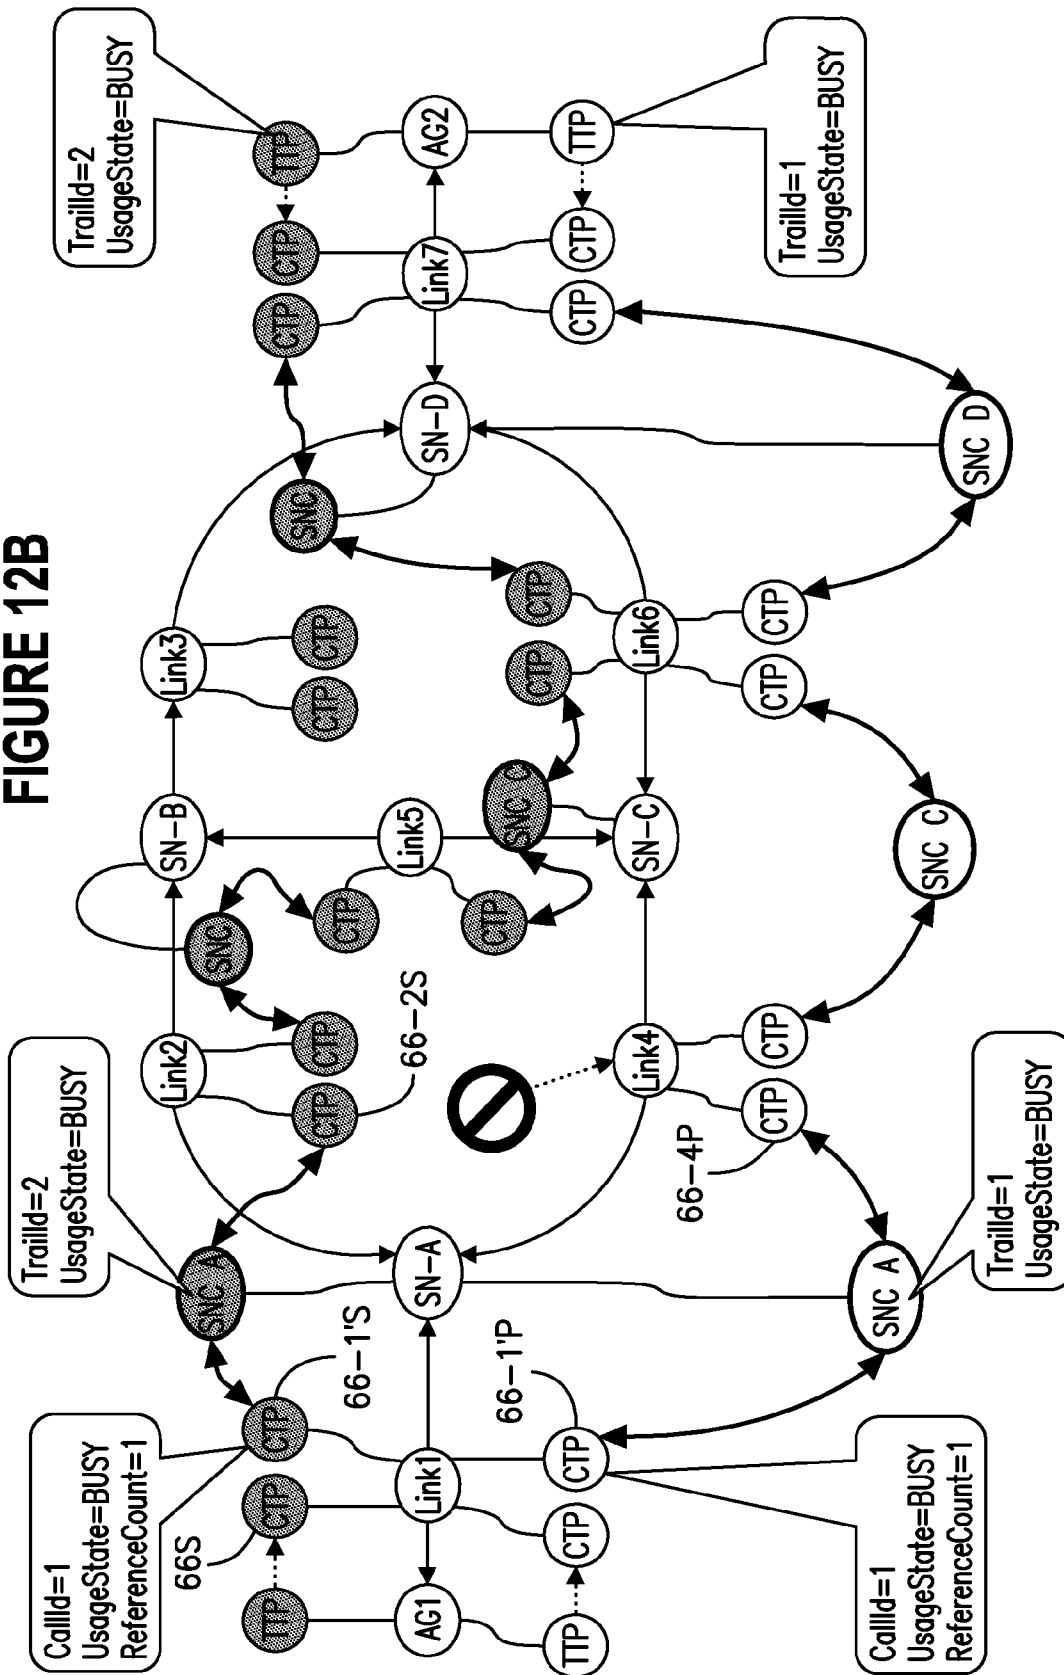 FIGURE 12B
CallId=1
UsageState=BUSY
ReferenceCount=1
TrailId=2
UsageState=BUSY
TrailId=2
UsageState=BUSY
66S
Link2
SN-B
Link3
SNC A
SNC
TTP
CTP
CTP
CTP
CTP
TTP
SNC
CTP
CTP
CTP
CTP
CTP
66-1'S
66-2S
AG1
Link1
SN-A
Link5
SN-D
Link7
AG2
CTP
SNC C
CTP
CTP
66-1'P
TTP
CTP
CTP
CTP
CTP
TTP
Link4
SN-C
Link6
66-4P
CTP
CTP
CTP
CTP
SNC A
SNC C
SNC D
CallId=1
UsageState=BUSY
ReferenceCount=1
TrailId=1
UsageState=BUSY
TrailId=1
UsageState=BUSY